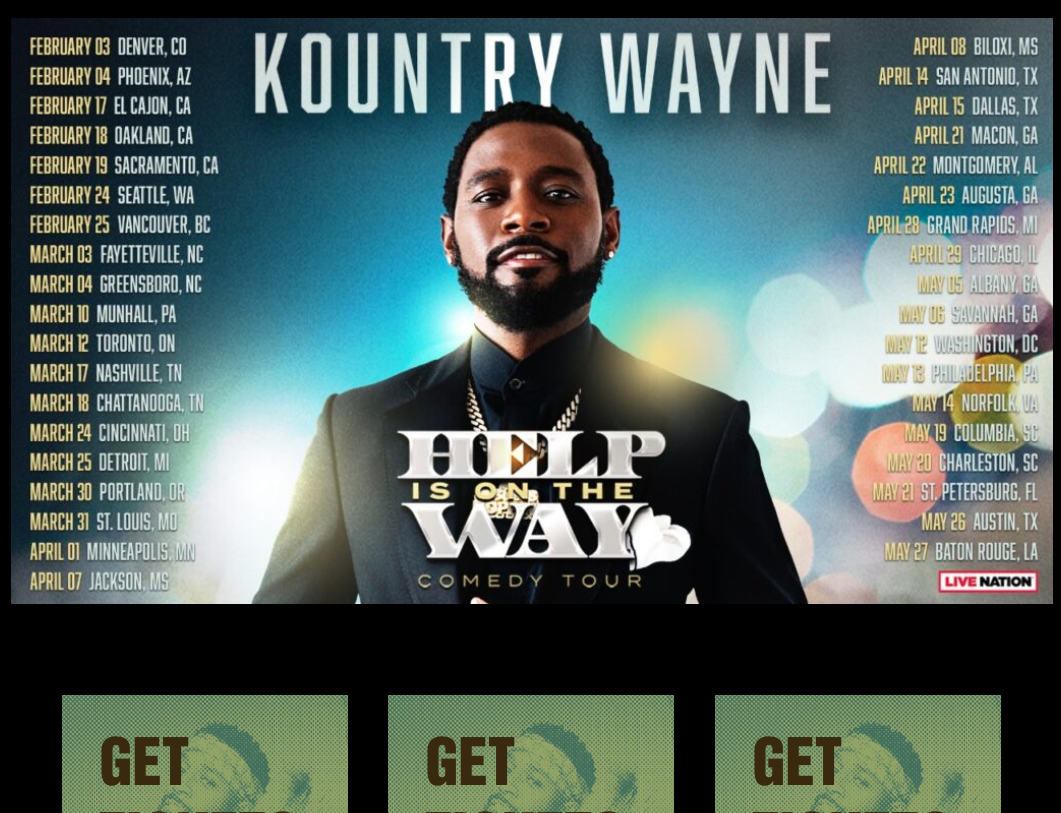 KOUNTRY WAYNE
FEBRUARY 03 DENVER, CO
FEBRUARY 04 PHOENIX, AZ
FEBRUARY 17 EL CAJON, CA
FEBRUARY 18 OAKLAND, CA
FEBRUARY 19 SACRAMENTO, CA
FEBRUARY 24 SEATTLE, WA
FEBRUARY 25 VANCOUVER, BC
MARCH 03 FAYETTEVILLE, NC
MARCH 04 GREENSBORO, NC
MARCH 10 MUNHALL, PA
MARCH 12 TORONTO, ON
MARCH 17 NASHVILLE, TN
MARCH 18 CHATTANOOGA, TN
MARCH 24 CINCINNATI, OH
MARCH 25 DETROIT, MI
MARCH 30 PORTLAND, OR
MARCH 31 ST. LOUIS, MO
APRIL 01 MINNEAPOLIS, MN
APRIL 07 JACKSON, MS
HELP
IS ON THE
WAY
COMEDY TOUR
APRIL 08 BILOXI, MS
APRIL 14 SAN ANTONIO, TX
APRIL 15 DALLAS, TX
APRIL 21 MACON, GA
APRIL 22 MONTGOMERY, AL
APRIL 23 AUGUSTA, GA
APRIL 28 GRAND RAPIDS, MI
APRIL 29 CHICAGO, IL
MAY 05 ALBANY, GA
MAY 06 SAVANNAH, GA
MAY 12 WASHINGTON, DC
MAY 13 PHILADELPHIA, PA
MAY 14 NORFOLK, VA
MAY 19 COLUMBIA, SC
MAY 20 CHARLESTON, SC
MAY 21 ST. PETERSBURG, FL
MAY 26 AUSTIN, TX
MAY 27 BATON ROUGE, LA
LIVE NATION
GET
GET
GET